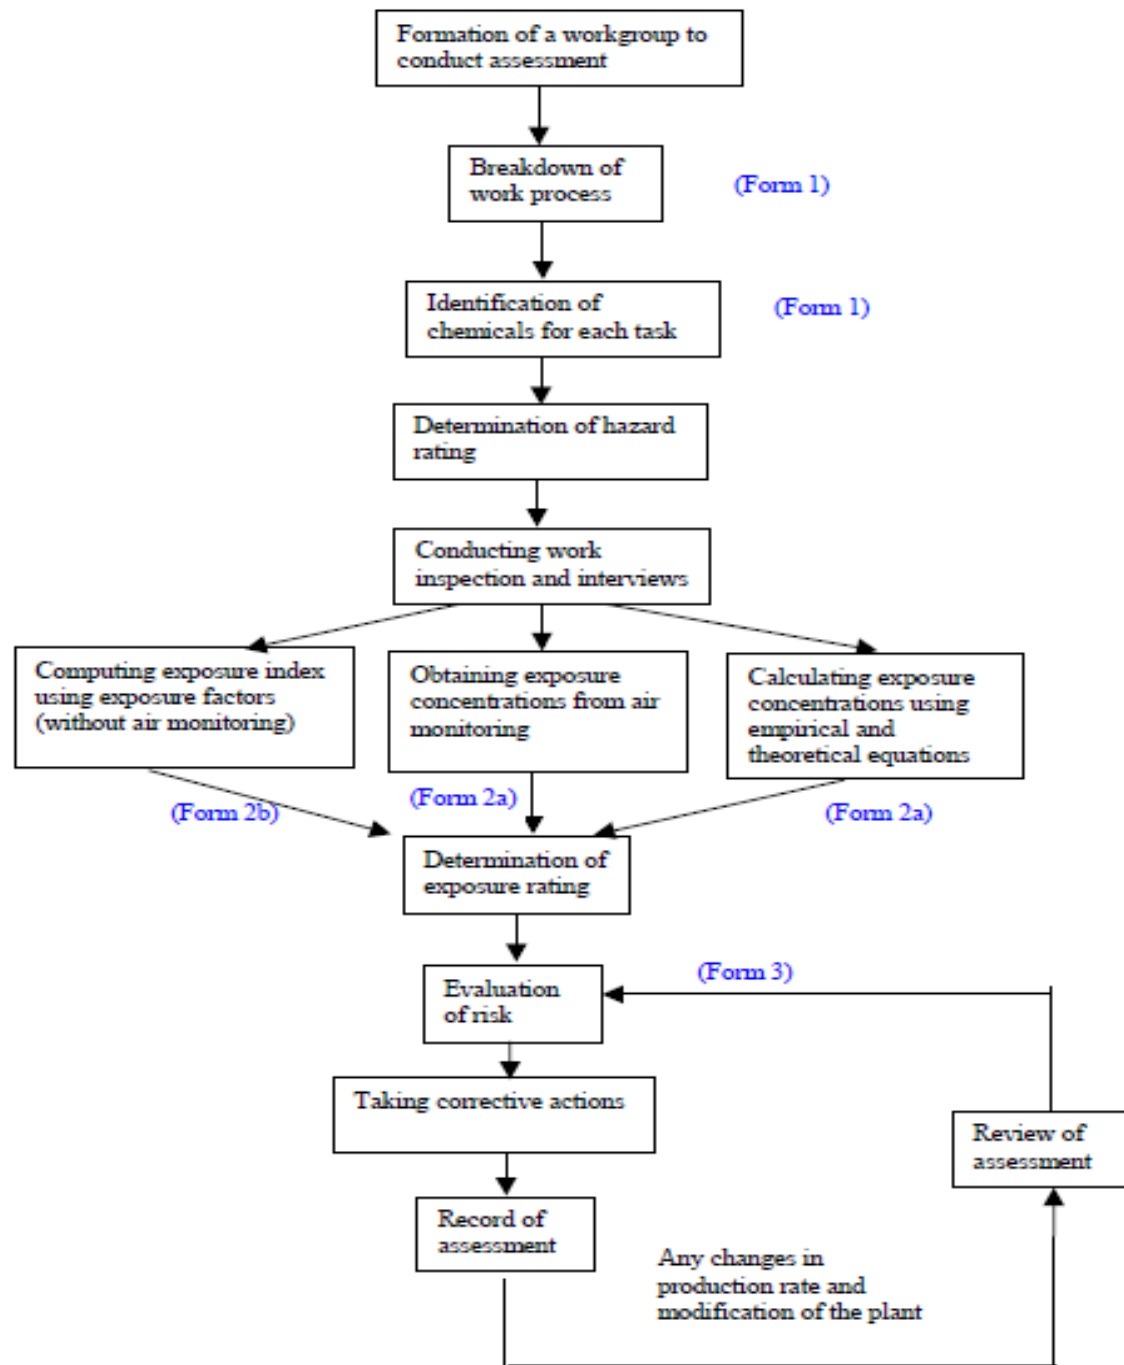 Formation of a workgroup to
conduct assessment
Breakdown of
work process
(Form 1)
Identification of
chemicals for each task
(Form 1)
Determination of hazard
rating
Conducting work
inspection and interviews
Computing exposure index
using exposure factors
(without air monitoring)
Obtaining exposure
concentrations from air
monitoring
Calculating exposure
concentrations using
empirical and
theoretical equations
(Form 2b)
(Form 2a)
(Form 2a)
Determination of
exposure rating
Evaluation
of risk
(Form 3)
Taking corrective actions
Review of
assessment
Record of
assessment
Any changes in
production rate and
modification of the plant